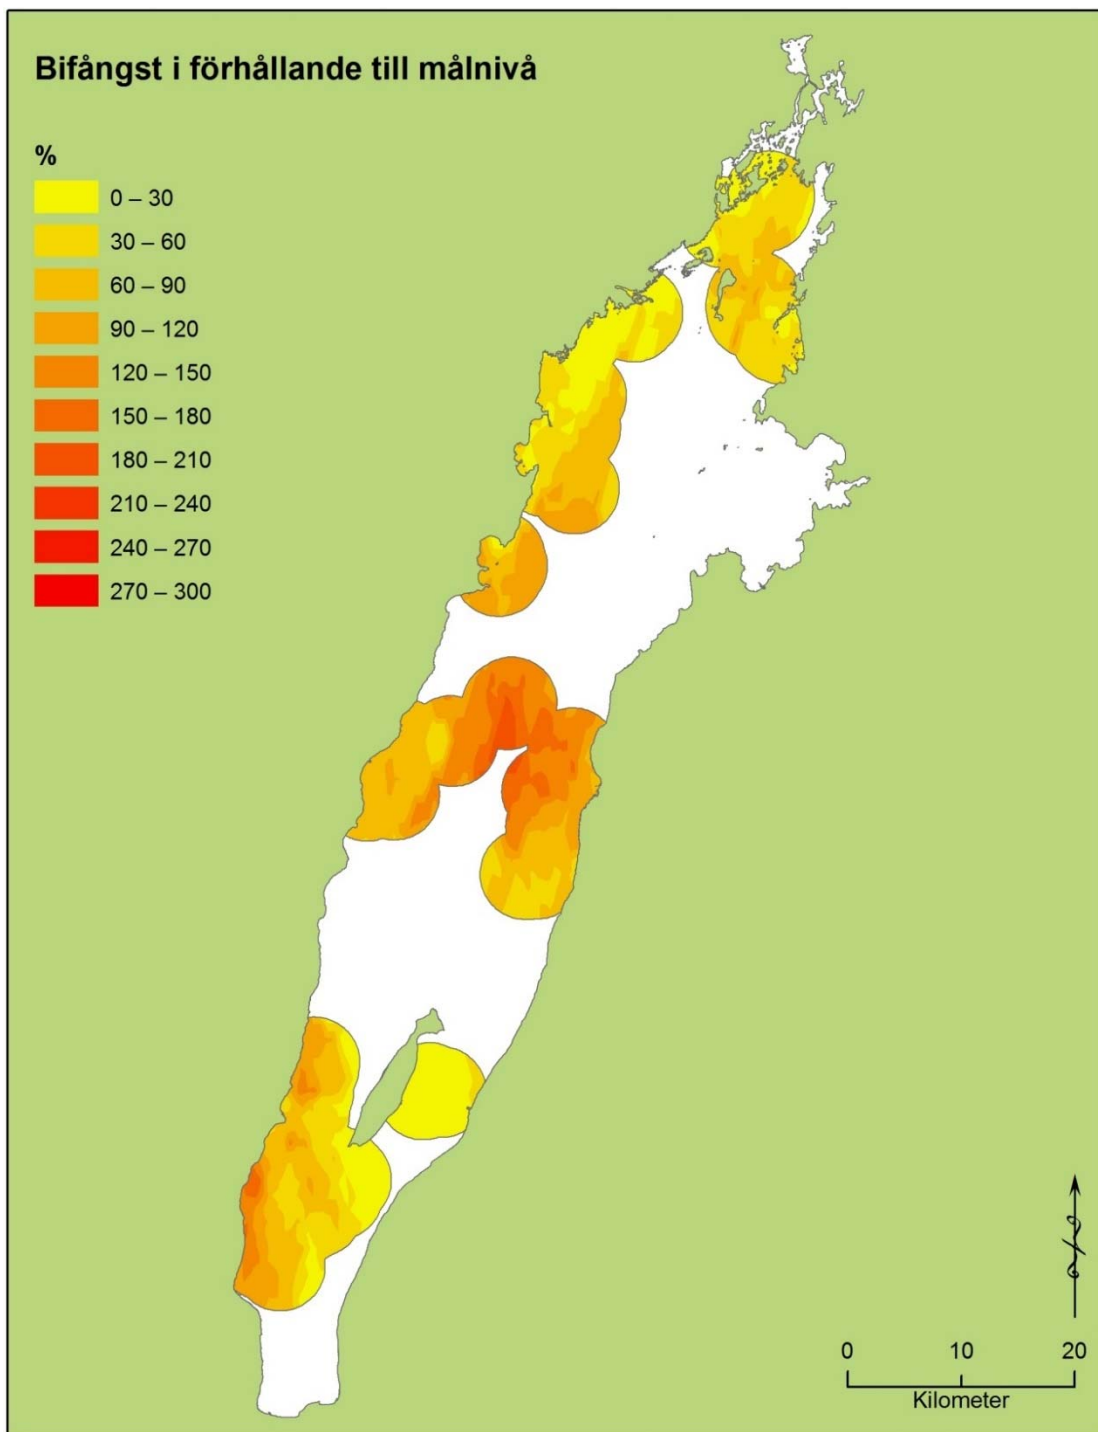 Bifångst i förhållande till målnivå
%
0 – 30
30 – 60
60 – 90
90 – 120
120 – 150
150 – 180
180 – 210
210 – 240
240 – 270
270 – 300
0 10 20
Kilometer